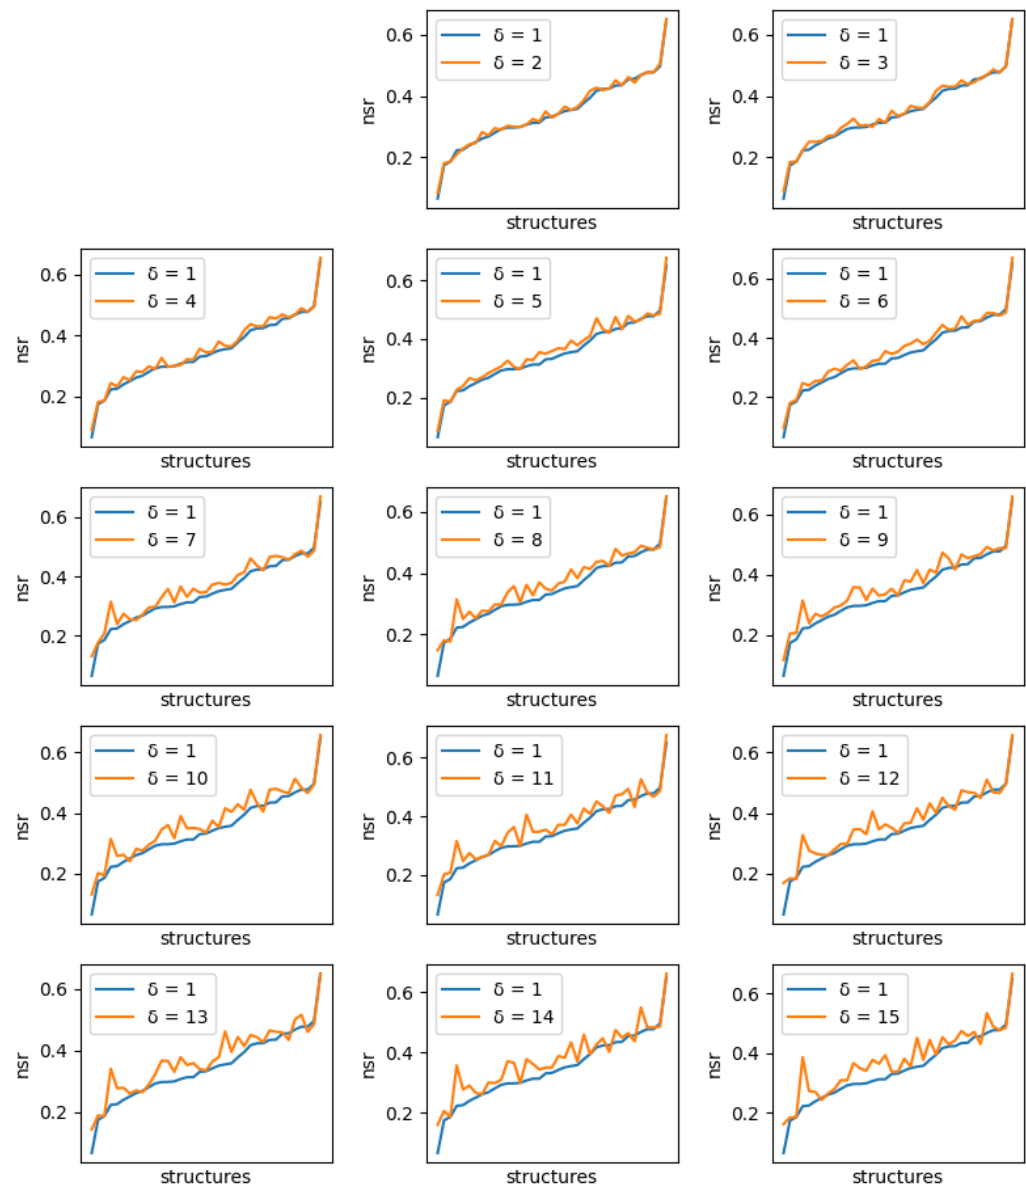 δ = 1
δ = 2
0.6
0.4
0.2
nsr
structures
δ = 1
δ = 3
0.6
0.4
0.2
nsr
structures
δ = 1
δ = 4
0.6
0.4
0.2
nsr
structures
δ = 1
δ = 5
0.6
0.4
0.2
nsr
structures
δ = 1
δ = 6
0.6
0.4
0.2
nsr
structures
δ = 1
δ = 7
0.6
0.4
0.2
nsr
structures
δ = 1
δ = 8
0.6
0.4
0.2
nsr
structures
δ = 1
δ = 9
0.6
0.4
0.2
nsr
structures
δ = 1
δ = 10
0.6
0.4
0.2
nsr
structures
δ = 1
δ = 11
0.6
0.4
0.2
nsr
structures
δ = 1
δ = 12
0.6
0.4
0.2
nsr
structures
δ = 1
δ = 13
0.6
0.4
0.2
nsr
structures
δ = 1
δ = 14
0.6
0.4
0.2
nsr
structures
δ = 1
δ = 15
0.6
0.4
0.2
nsr
structures